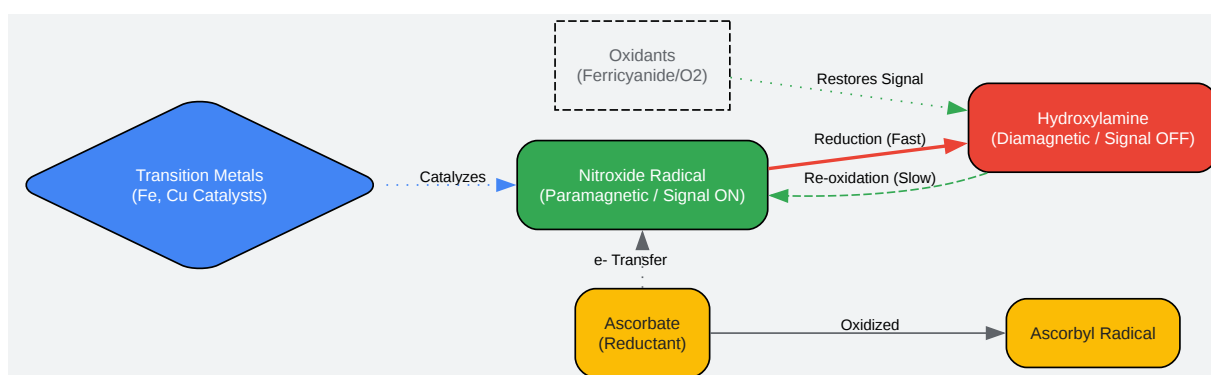 Oxidants
(Ferricyanide/O2)
Restores Signal
Hydroxylamine
(Diamagnetic / Signal OFF)
Reduction (Fast)
Transition Metals
(Fe, Cu Catalysts)
Catalyzes
Nitroxide Radical
(Paramagnetic / Signal ON)
Re-oxidation (Slow)
e- Transfer
Ascorbate
(Reductant)
Oxidized
Ascorbyl Radical